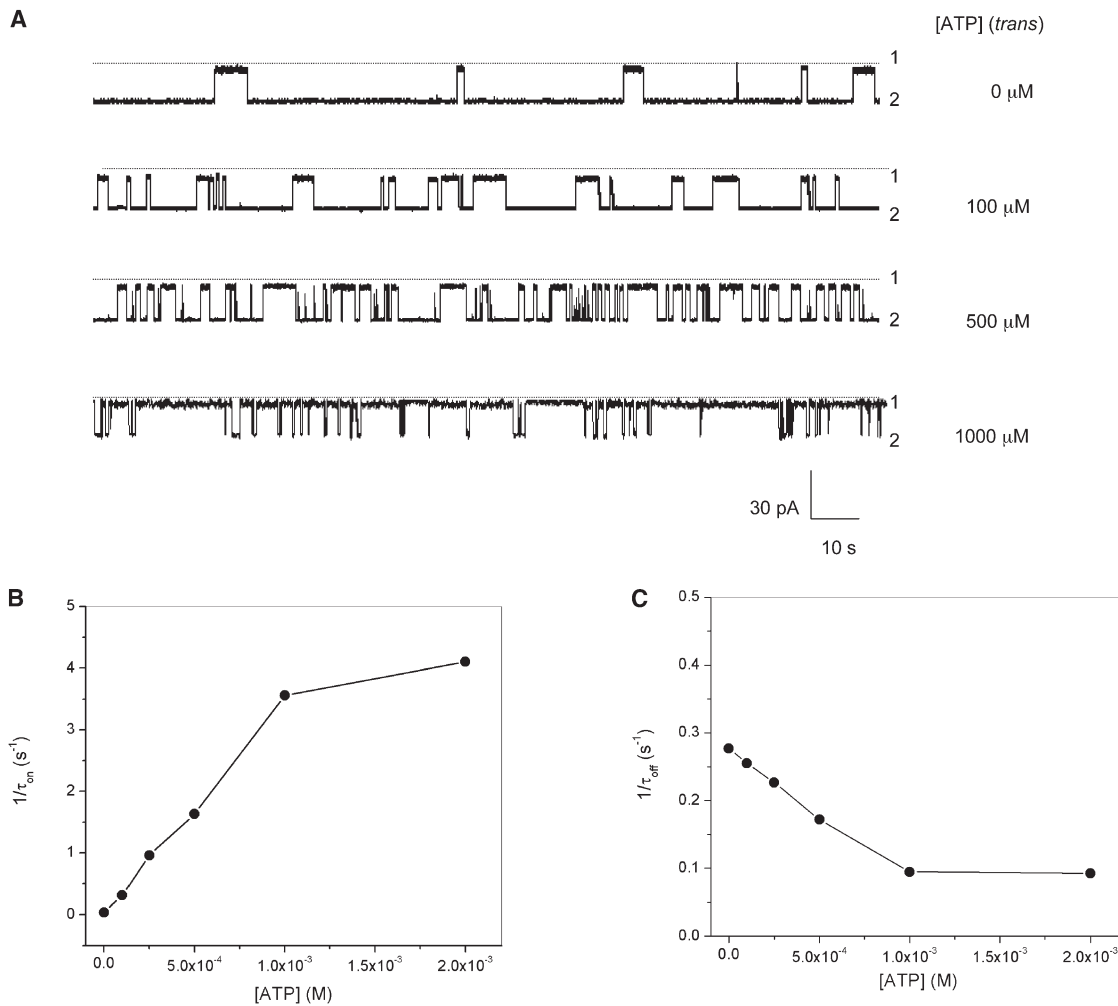 A
[ATP] (trans)
1
2
0 μM
1
2
100 μM
1
2
500 μM
1
2
1000 μM
30 pA
10 s
B
5
4
3
2
1
0
1/τon (s-1)
0.0
5.0x10-4
1.0x10-3
1.5x10-3
2.0x10-3
[ATP] (M)
C
0.5
0.4
0.3
0.2
0.1
0.0
1/τoff (s-1)
0.0
5.0x10-4
1.0x10-3
1.5x10-3
2.0x10-3
[ATP] (M)